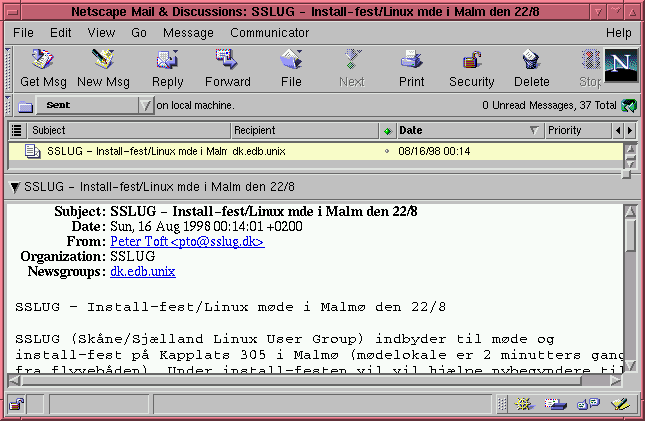 Netscape Mail & Discussions: SSLUG - Install-fest/Linux mde i Malm den 22/8
File Edit View Go Message Communicator Help
Get Msg New Msg Reply Forward File Next Print Security Delete Stop
Sent on local machine. 0 Unread Messages, 37 Total
Subject Recipient Date Priority
SSLUG - Install-fest/Linux mde i Malm dk.edb.unix 08/16/98 00:14
SSLUG - Install-fest/Linux mde i Malm den 22/8
Subject: SSLUG - Install-fest/Linux mde i Malm den 22/8
Date: Sun, 16 Aug 1998 00:14:01 +0200
From: Peter Toft <pto@sslug.dk>
Organization: SSLUG
Newsgroups: dk.edb.unix
SSLUG - Install-fest/Linux møde i Malmø den 22/8
SSLUG (Skåne/Sjælland Linux User Group) indbyder til møde og
install-fest på Kapplats 305 i Malmø (mødelokale er 2 minutters gang
fra flyvebåden). Under install-festen vil vil hjælpe nybegyndere til